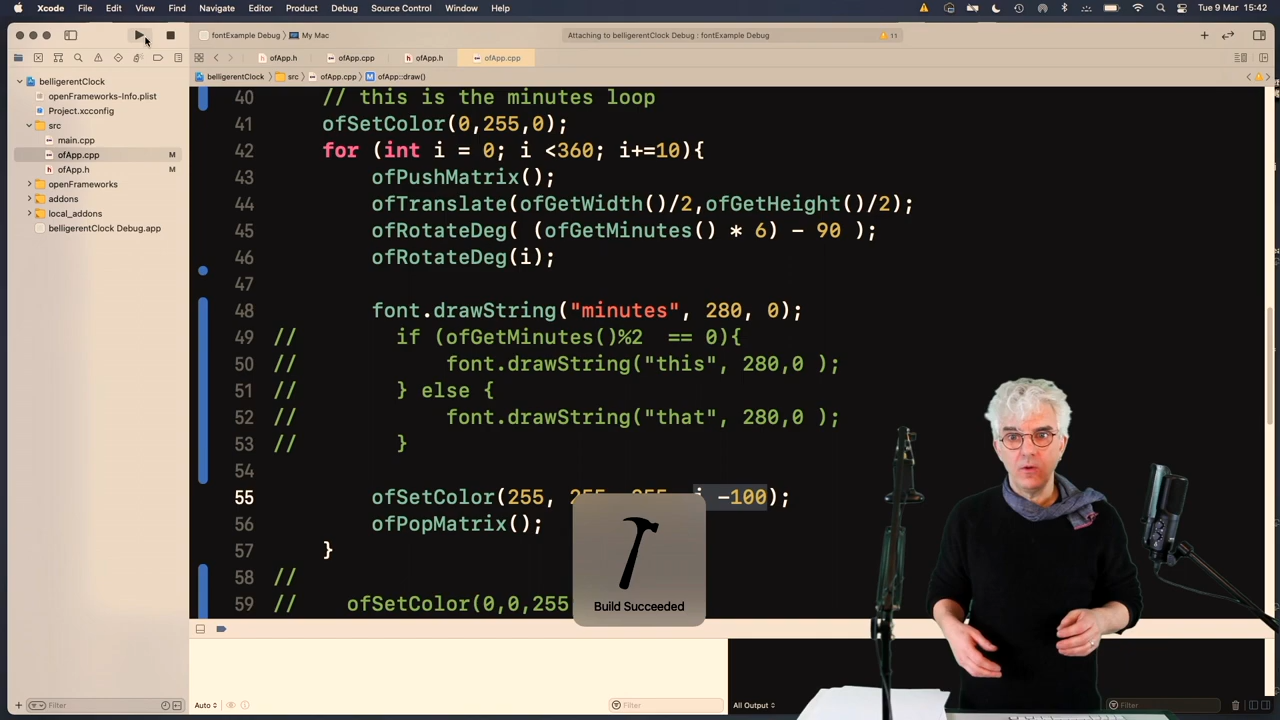 Xcode File Edit View Find Navigate Editor Product Debug Source Control Window Help Tue 9 Mar 15:42
fontExample Debug My Mac Attaching to belligerentClock Debug : fontExample Debug 11
ofApp.h ofApp.cpp ofApp.h ofApp.cpp
belligerentClock src ofApp.cpp M ofApp::draw()
belligerentClock
openFrameworks-Info.plist
Project.xcconfig
src
main.cpp
ofApp.cpp M
ofApp.h M
openFrameworks
addons
local_addons
belligerentClock Debug.app
40 // this is the minutes loop
41 ofSetColor(0,255,0);
42 for (int i = 0; i <360; i+=10){
43 ofPushMatrix();
44 ofTranslate(ofGetWidth()/2,ofGetHeight()/2);
45 ofRotateDeg( (ofGetMinutes() * 6) - 90 );
46 ofRotateDeg(i);
47
48 font.drawString("minutes", 280, 0);
49 // if (ofGetMinutes()%2 == 0){
50 // font.drawString("this", 280,0 );
51 // } else {
52 // font.drawString("that", 280,0 );
53 // }
54
55 ofSetColor(255, 255, 255, i -100);
56 ofPopMatrix();
57 }
58 //
59 // ofSetColor(0,0,255
Build Succeeded
Filter Auto Filter All Output Filter